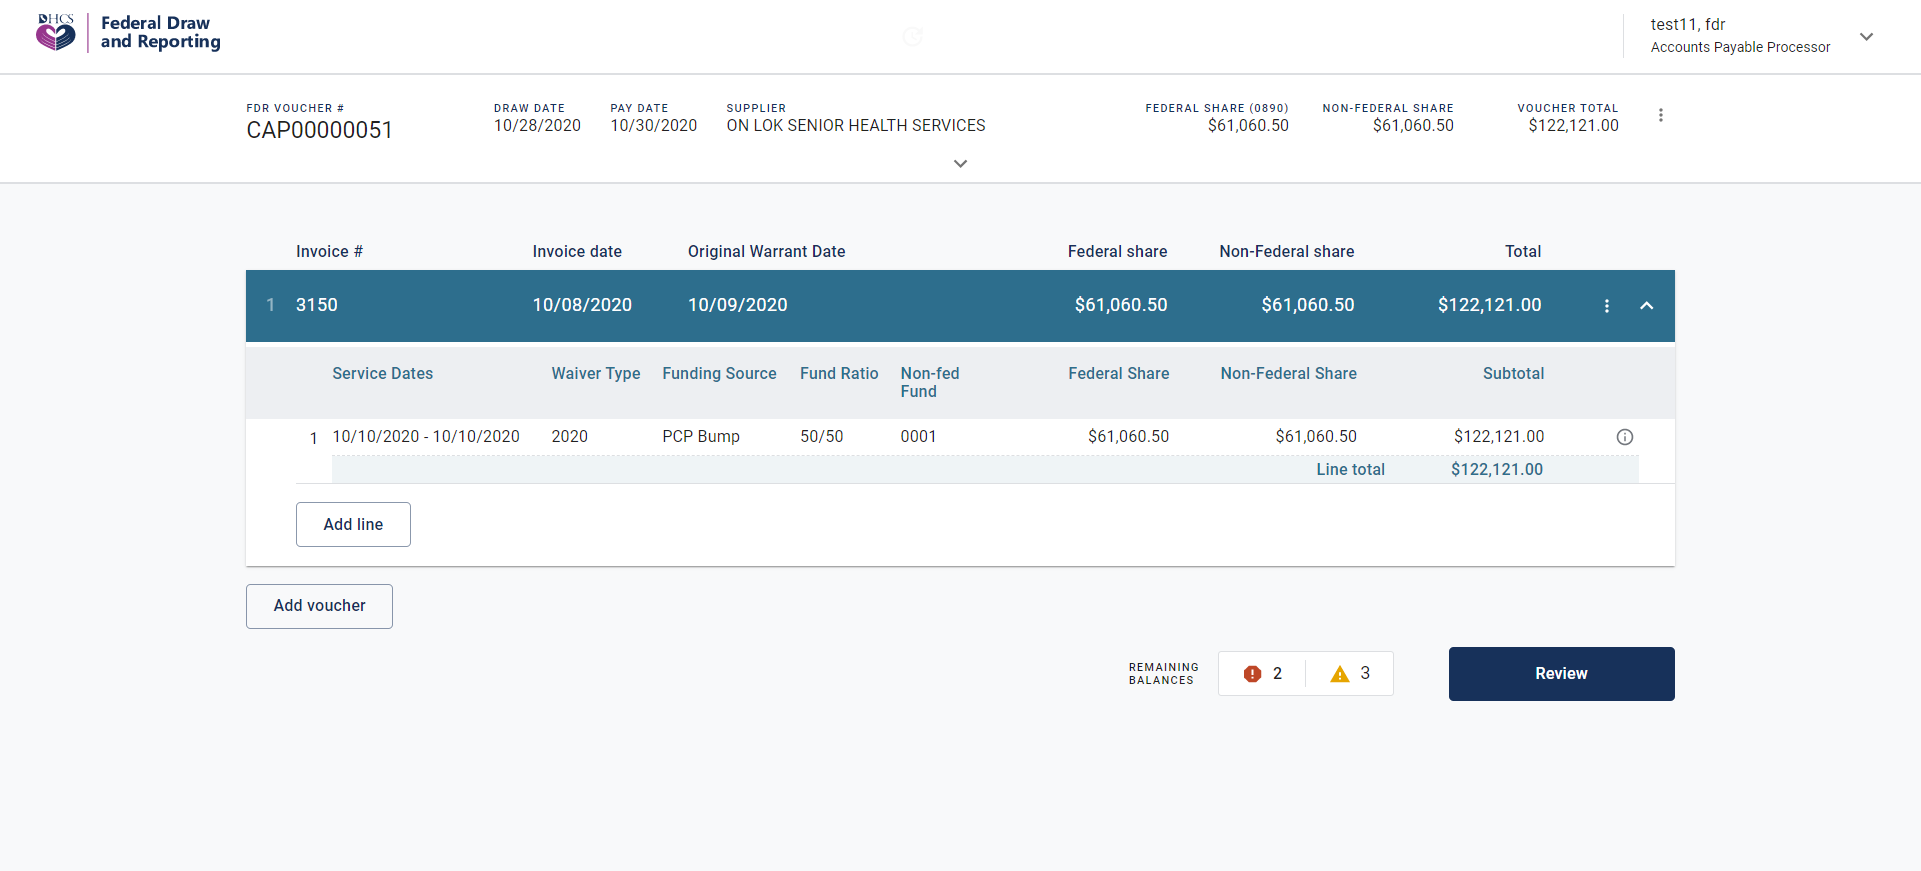 DHCS
Federal Draw
and Reporting
test11, fdr
Accounts Payable Processor
FDR VOUCHER #
CAP00000051
DRAW DATE
10/28/2020
PAY DATE
10/30/2020
SUPPLIER
ON LOK SENIOR HEALTH SERVICES
FEDERAL SHARE (0890)
$61,060.50
NON-FEDERAL SHARE
$61,060.50
VOUCHER TOTAL
$122,121.00
Invoice # Invoice date Original Warrant Date Federal share Non-Federal share Total
1 3150 10/08/2020 10/09/2020 $61,060.50 $61,060.50 $122,121.00
Service Dates Waiver Type Funding Source Fund Ratio Non-fed Fund Federal Share Non-Federal Share Subtotal
1 10/10/2020 - 10/10/2020 2020 PCP Bump 50/50 0001 $61,060.50 $61,060.50 $122,121.00
Line total $122,121.00
Add line
Add voucher
REMAINING
BALANCES
2
3
Review